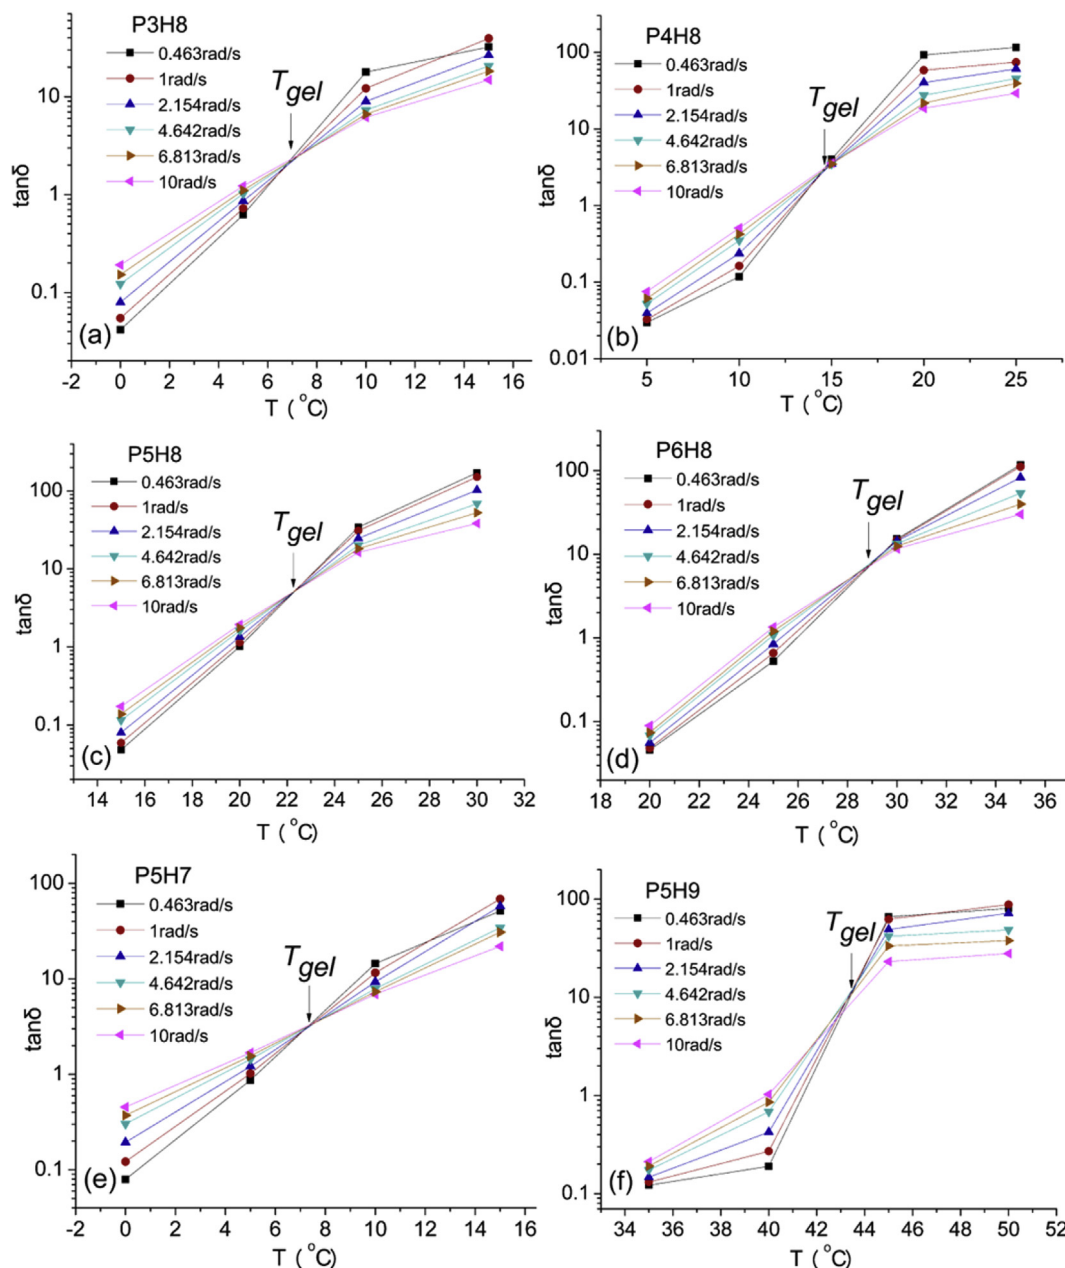 P3H8
0.463rad/s
1rad/s
2.154rad/s
4.642rad/s
6.813rad/s
10rad/s
T gel
10
1
0.1
tanδ
(a)
-2 0 2 4 6 8 10 12 14 16
T ( °C)
P4H8
0.463rad/s
1rad/s
2.154rad/s
4.642rad/s
6.813rad/s
10rad/s
T gel
100
10
1
0.1
0.01
tanδ
(b)
5 10 15 20 25
T ( °C)
P5H8
0.463rad/s
1rad/s
2.154rad/s
4.642rad/s
6.813rad/s
10rad/s
T gel
100
10
1
0.1
tanδ
(c)
14 16 18 20 22 24 26 28 30 32
T ( °C)
P6H8
0.463rad/s
1rad/s
2.154rad/s
4.642rad/s
6.813rad/s
10rad/s
T gel
100
10
1
0.1
tanδ
(d)
18 20 22 24 26 28 30 32 34 36
T ( °C)
P5H7
0.463rad/s
1rad/s
2.154rad/s
4.642rad/s
6.813rad/s
10rad/s
T gel
100
10
1
0.1
tanδ
(e)
-2 0 2 4 6 8 10 12 14 16
T ( °C)
P5H9
0.463rad/s
1rad/s
2.154rad/s
4.642rad/s
6.813rad/s
10rad/s
T gel
100
10
1
0.1
tanδ
(f)
34 36 38 40 42 44 46 48 50 52
T ( °C)